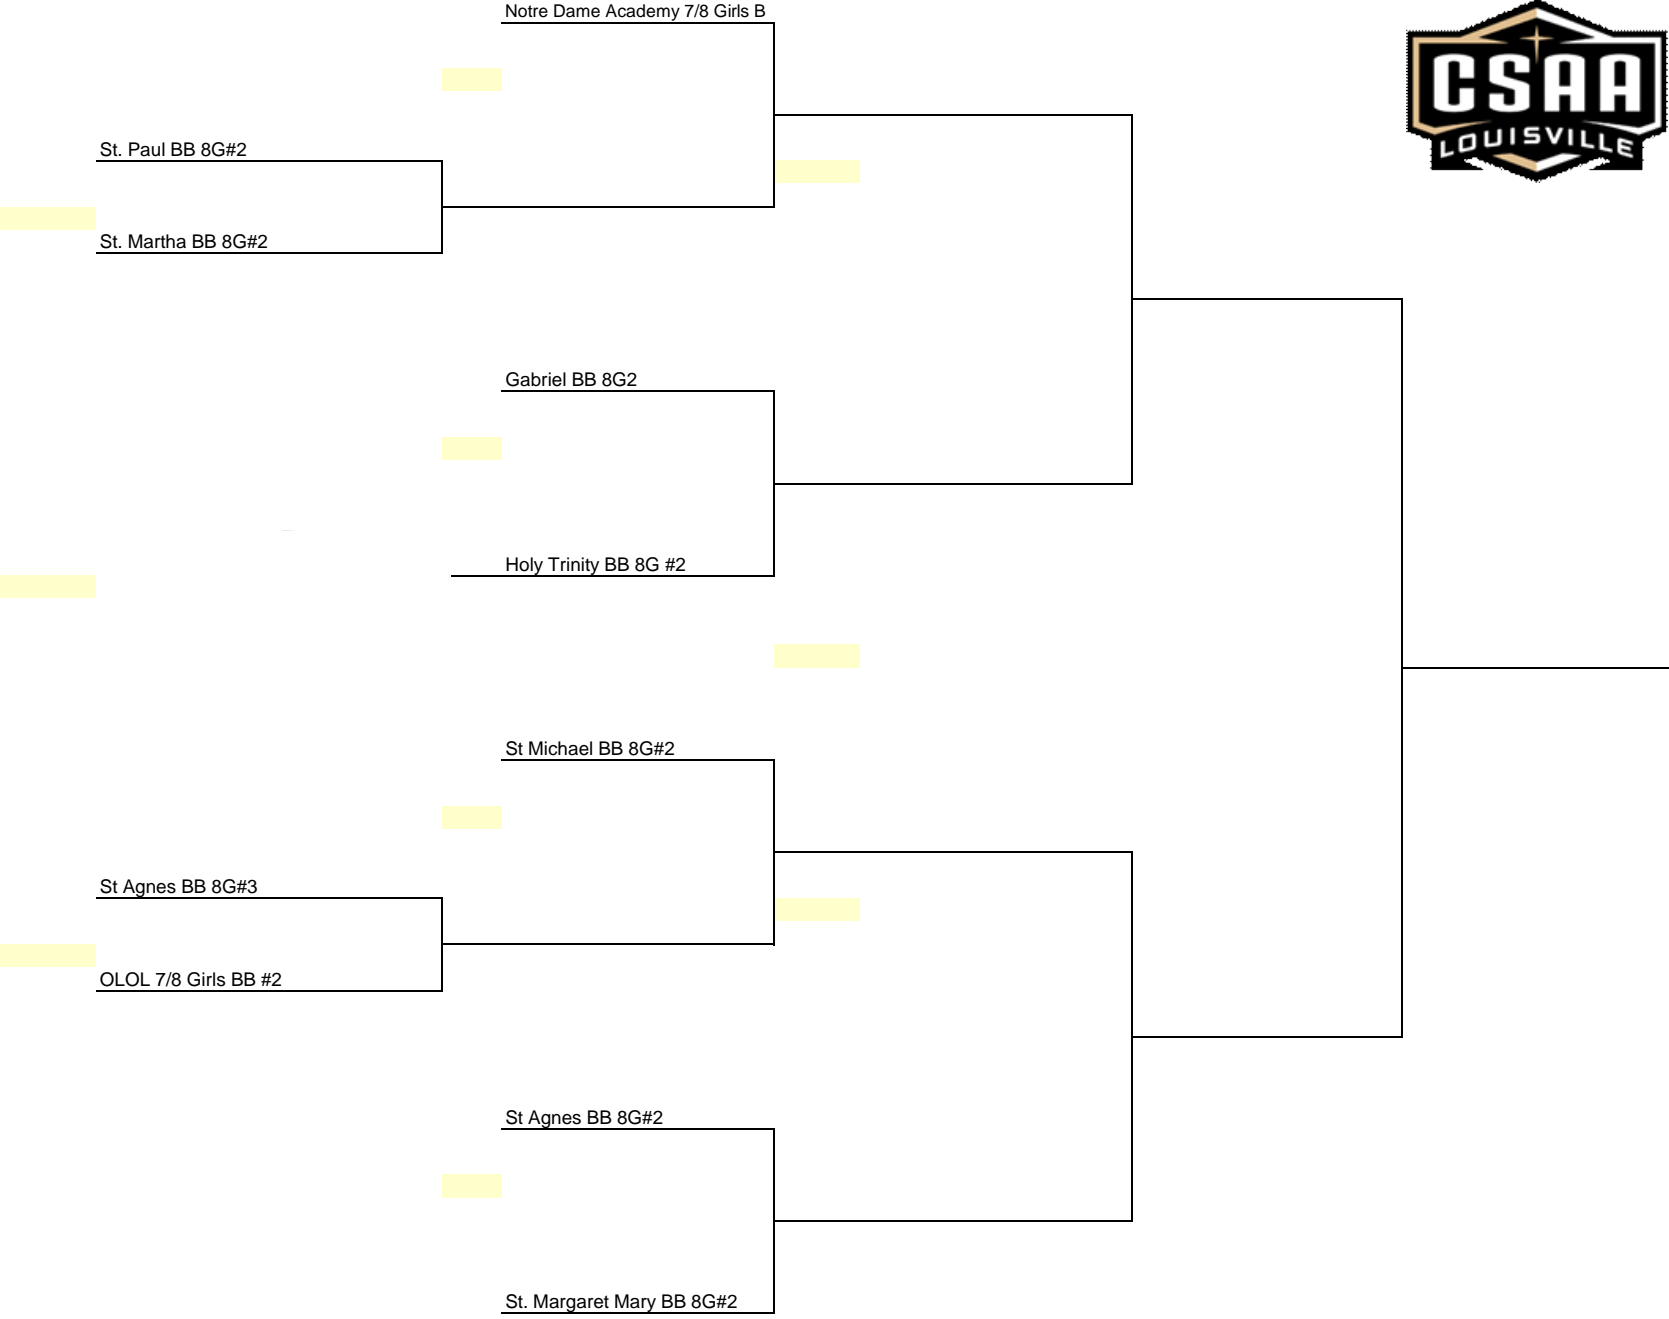 Notre Dame Academy 7/8 Girls B
CSAA
LOUISVILLE
St. Paul BB 8G#2
St. Martha BB 8G#2
Gabriel BB 8G2
Holy Trinity BB 8G #2
St Michael BB 8G#2
St Agnes BB 8G#3
OLOL 7/8 Girls BB #2
St Agnes BB 8G#2
St. Margaret Mary BB 8G#2